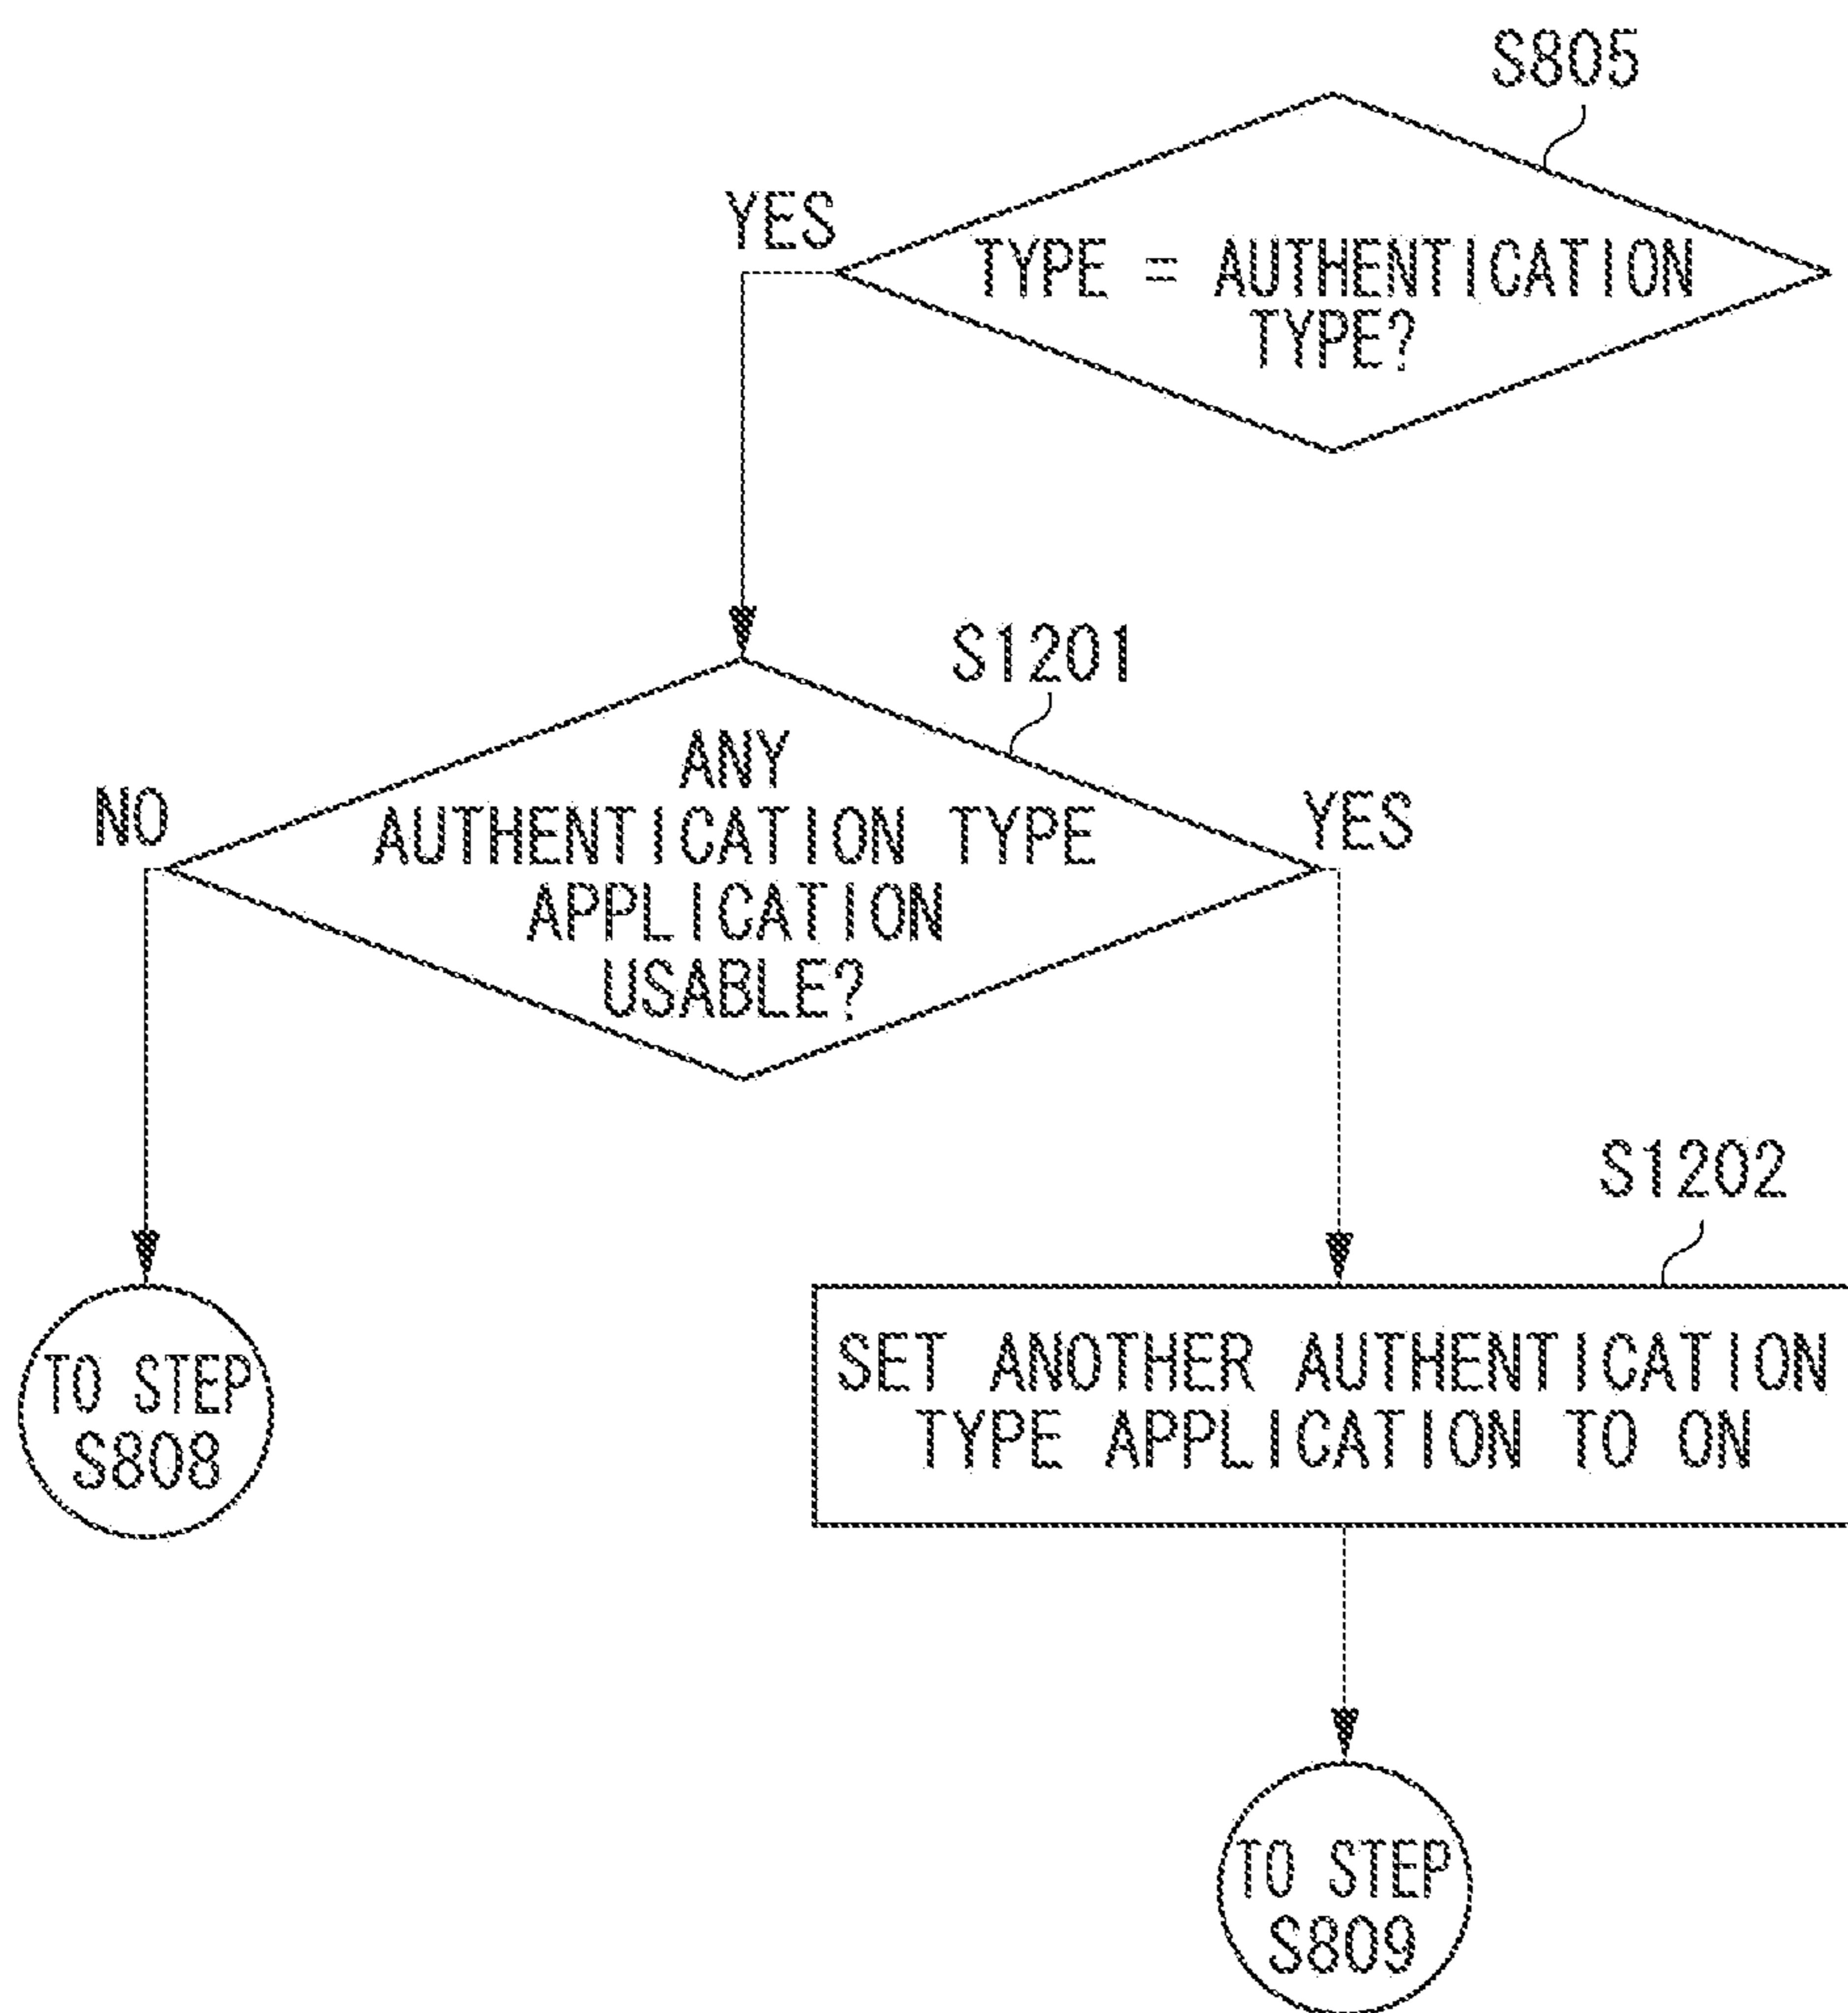 S805
YES
TYPE = AUTHENTICATION
TYPE?
S1201
ANY
AUTHENTICATION TYPE
APPLICATION
USABLE?
NO
YES
S1202
SET ANOTHER AUTHENTICATION
TYPE APPLICATION TO ON
TO STEP
S808
TO STEP
S809